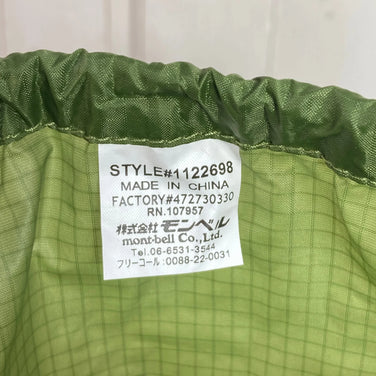 STYLE#1122698
MADE IN CHINA
FACTORY#472730330
RN.107957
株式会社モンベル
mont-bell Co.,Ltd.
Tel.06-6531-3544
フリーコール:0088-22-0031